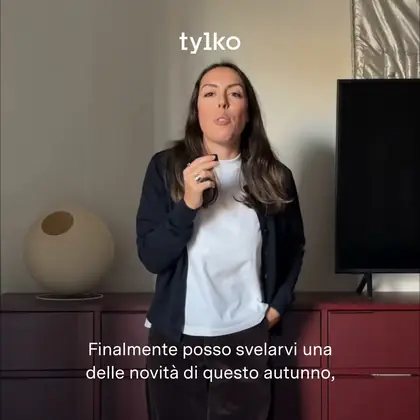 tylko
Finalmente posso svelarvi una
delle novità di questo autunno,